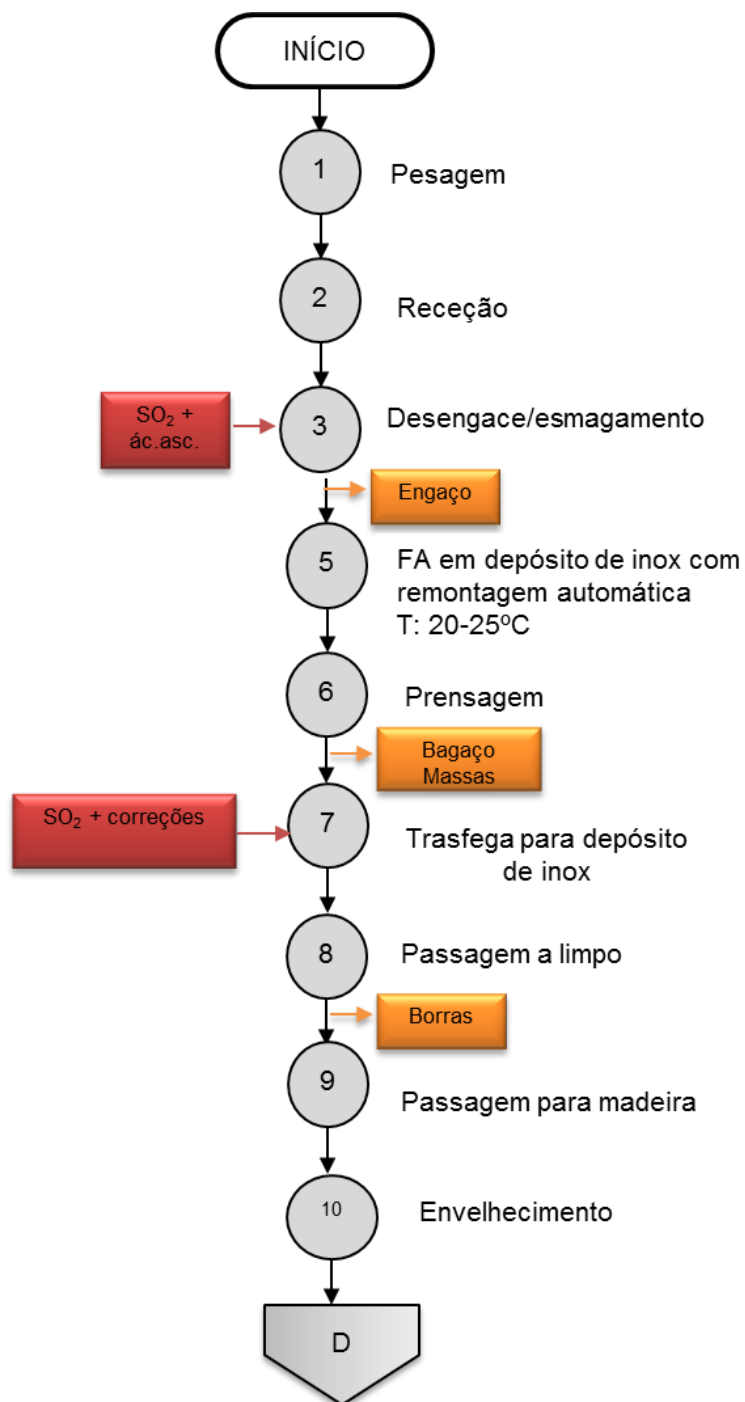 INÍCIO
1
Pesagem
2
Receção
SO₂ +
ác.asc.
3
Desengace/esmagamento
Engaço
5
FA em depósito de inox com
remontagem automática
T: 20-25ºC
6
Prensagem
Bagaço
Massas
SO₂ + correções
7
Trasfega para depósito
de inox
8
Passagem a limpo
Borras
9
Passagem para madeira
10
Envelhecimento
D